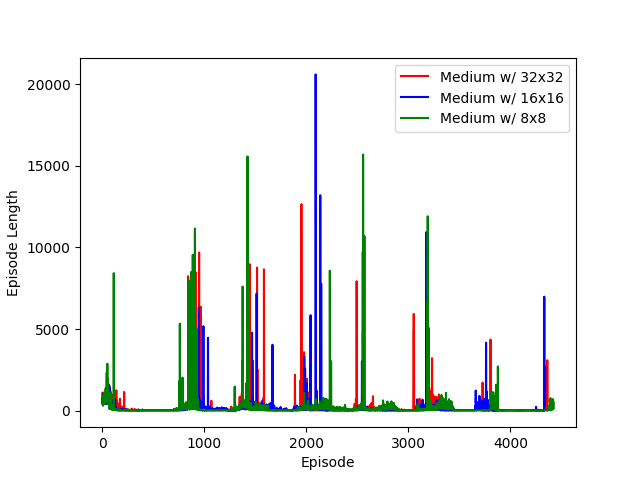 Medium w/ 32x32
Medium w/ 16x16
Medium w/ 8x8
20000
15000
10000
5000
0
Episode Length
0 1000 2000 3000 4000
Episode